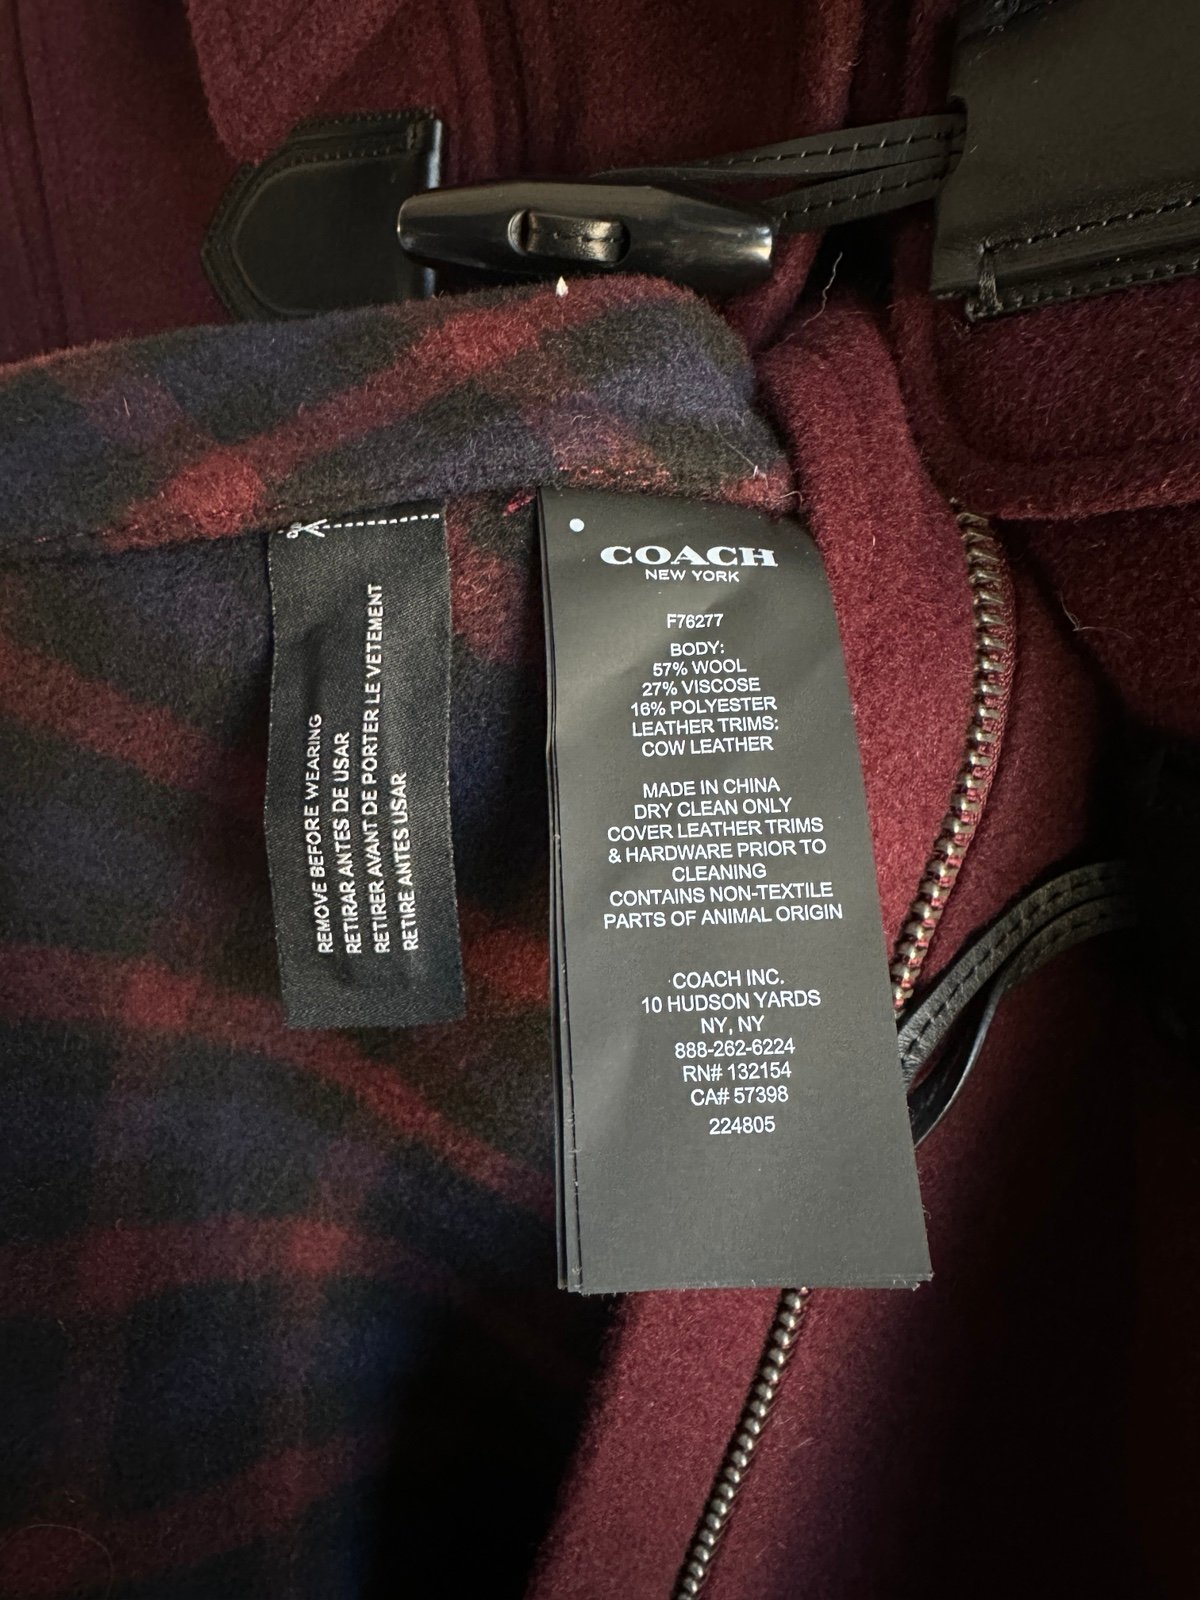 REMOVE BEFORE WEARING
RETIRAR ANTES DE USAR
RETIRER AVANT DE PORTER LE VETEMENT
RETIRE ANTES USAR
COACH
NEW YORK
F76277
BODY:
57% WOOL
27% VISCOSE
16% POLYESTER
LEATHER TRIMS:
COW LEATHER
MADE IN CHINA
DRY CLEAN ONLY
COVER LEATHER TRIMS
& HARDWARE PRIOR TO
CLEANING
CONTAINS NON-TEXTILE
PARTS OF ANIMAL ORIGIN
COACH INC.
10 HUDSON YARDS
NY, NY
888-262-6224
RN# 132154
CA# 57398
224805